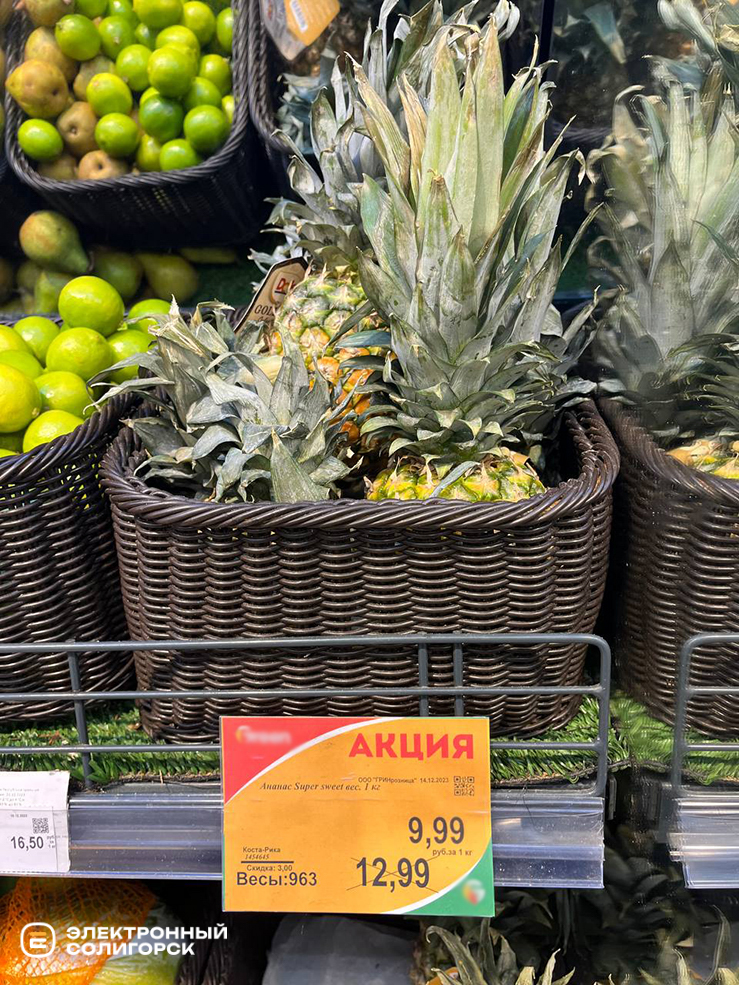 АКЦИЯ
ООО "ГРИНрозница" 14.12.2023
Ананас Super sweet вес. 1 кг
9,99
руб.за 1 кг
Коста-Рика
1454645
Скидка: 3,00
12,99
Весы:963
16,50
ЭЛЕКТРОННЫЙ
СОЛИГОРСК